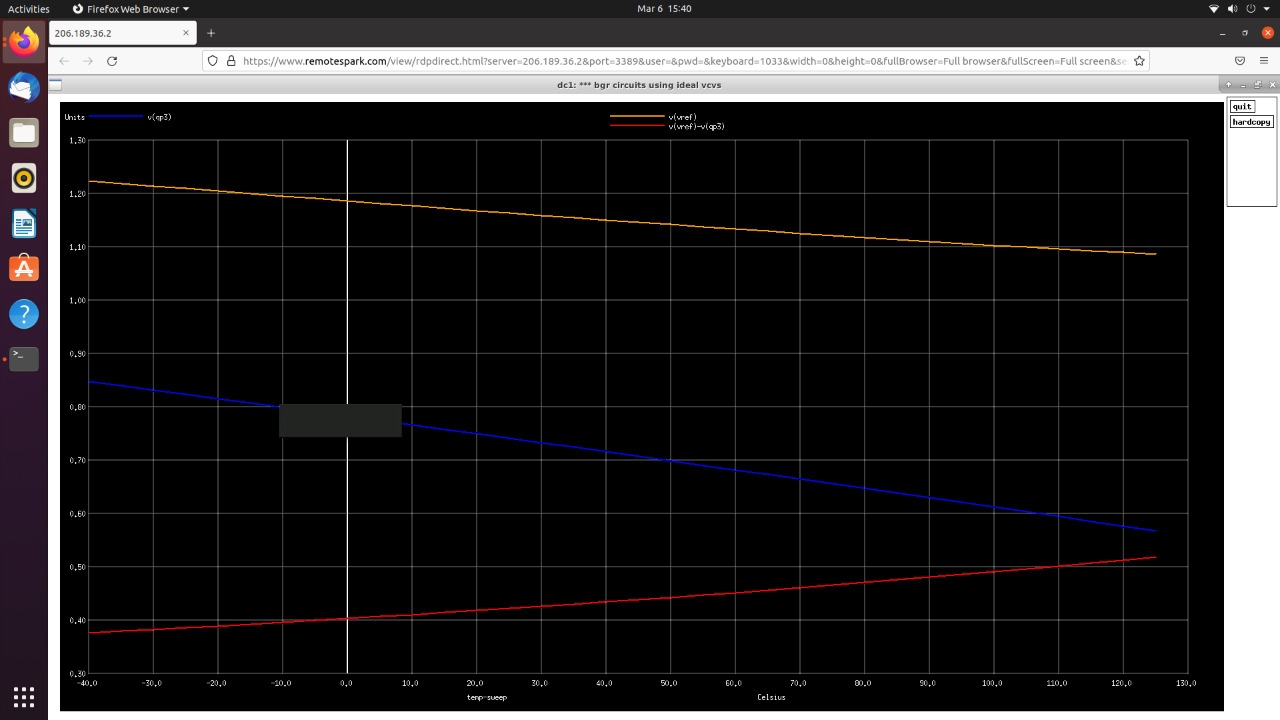 Activities Firefox Web Browser Mar 6 15:40
206.189.36.2
https://www.remotespark.com/view/rdpdirect.html?server=206.189.36.2&port=3389&user=&pwd=&keyboard=1033&width=0&height=0&fullBrowser=Full browser&fullScreen=Full screen&se
dc1: *** bgr circuits using ideal vcvs
quit
hardcopy
Units v(qp3) v(vref)
v(vref)-v(qp3)
1.30
1.20
1.10
1.00
0.90
0.80
0.70
0.60
0.50
0.40
0.30
-40.0 -30.0 -20.0 -10.0 0.0 10.0 20.0 30.0 40.0 50.0 60.0 70.0 80.0 90.0 100.0 110.0 120.0 130.0
temp-sweep Celsius